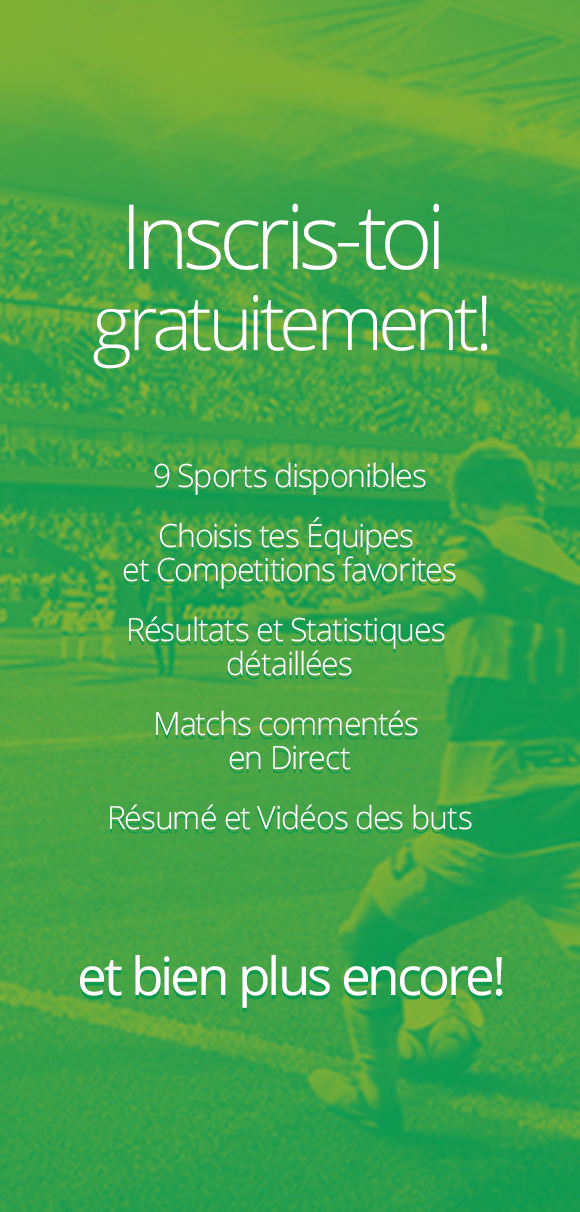 Inscris-toi
gratuitement!
9 Sports disponibles
Choisis tes Équipes
et Competitions favorites
Résultats et Statistiques
détaillées
Matchs commentés
en Direct
Résumé et Vidéos des buts
et bien plus encore!
lotto